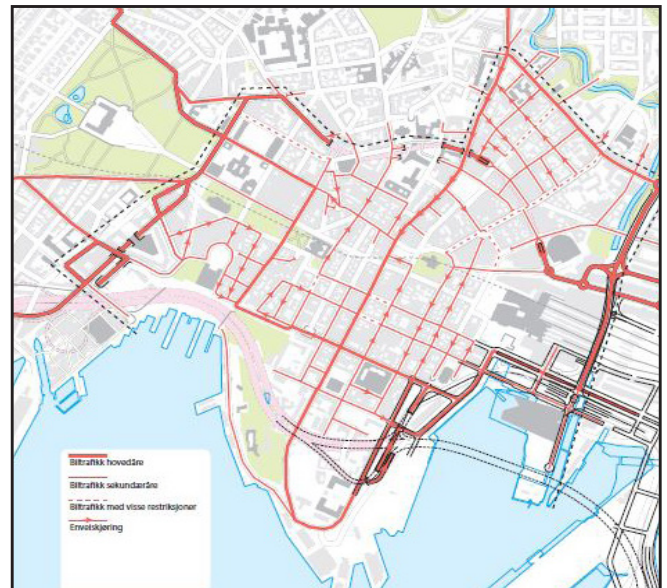 Biltrafikk hovedåre
Biltrafikk sekundæråre
Biltrafikk med visse restriksjoner
Enveiskjøring